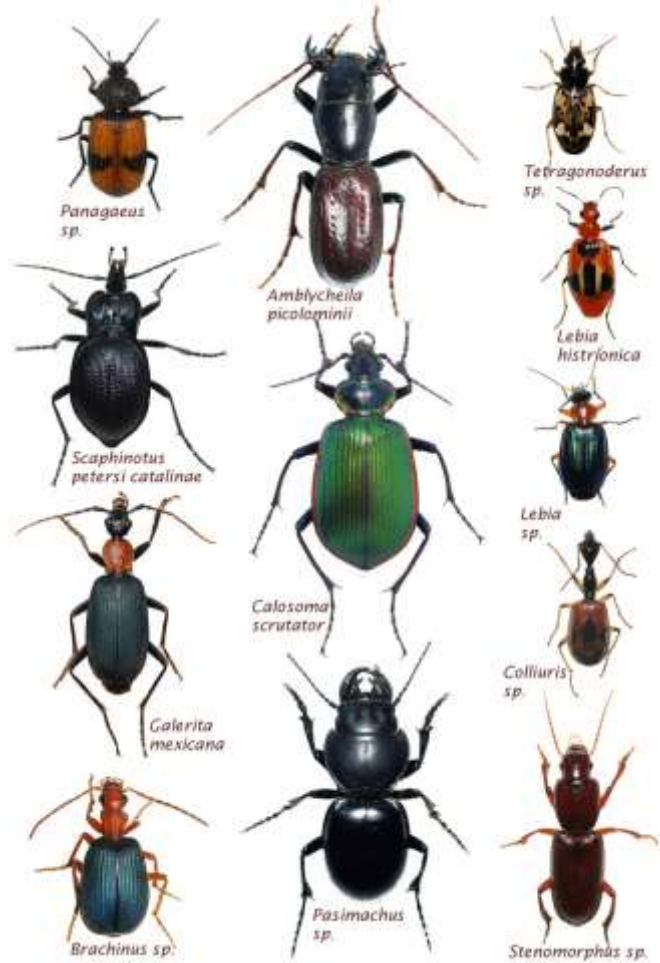 Panagaeus
sp.
Amblycheila
picolominii
Tetragonoderus
sp.
Lebia
histrionica
Scaphinotus
petersi catalinae
Lebia
sp.
Calosoma
scrutator
Colliuris
sp.
Galerita
mexicana
Pasimachus
sp.
Brachinus sp.
Stenomorphus sp.